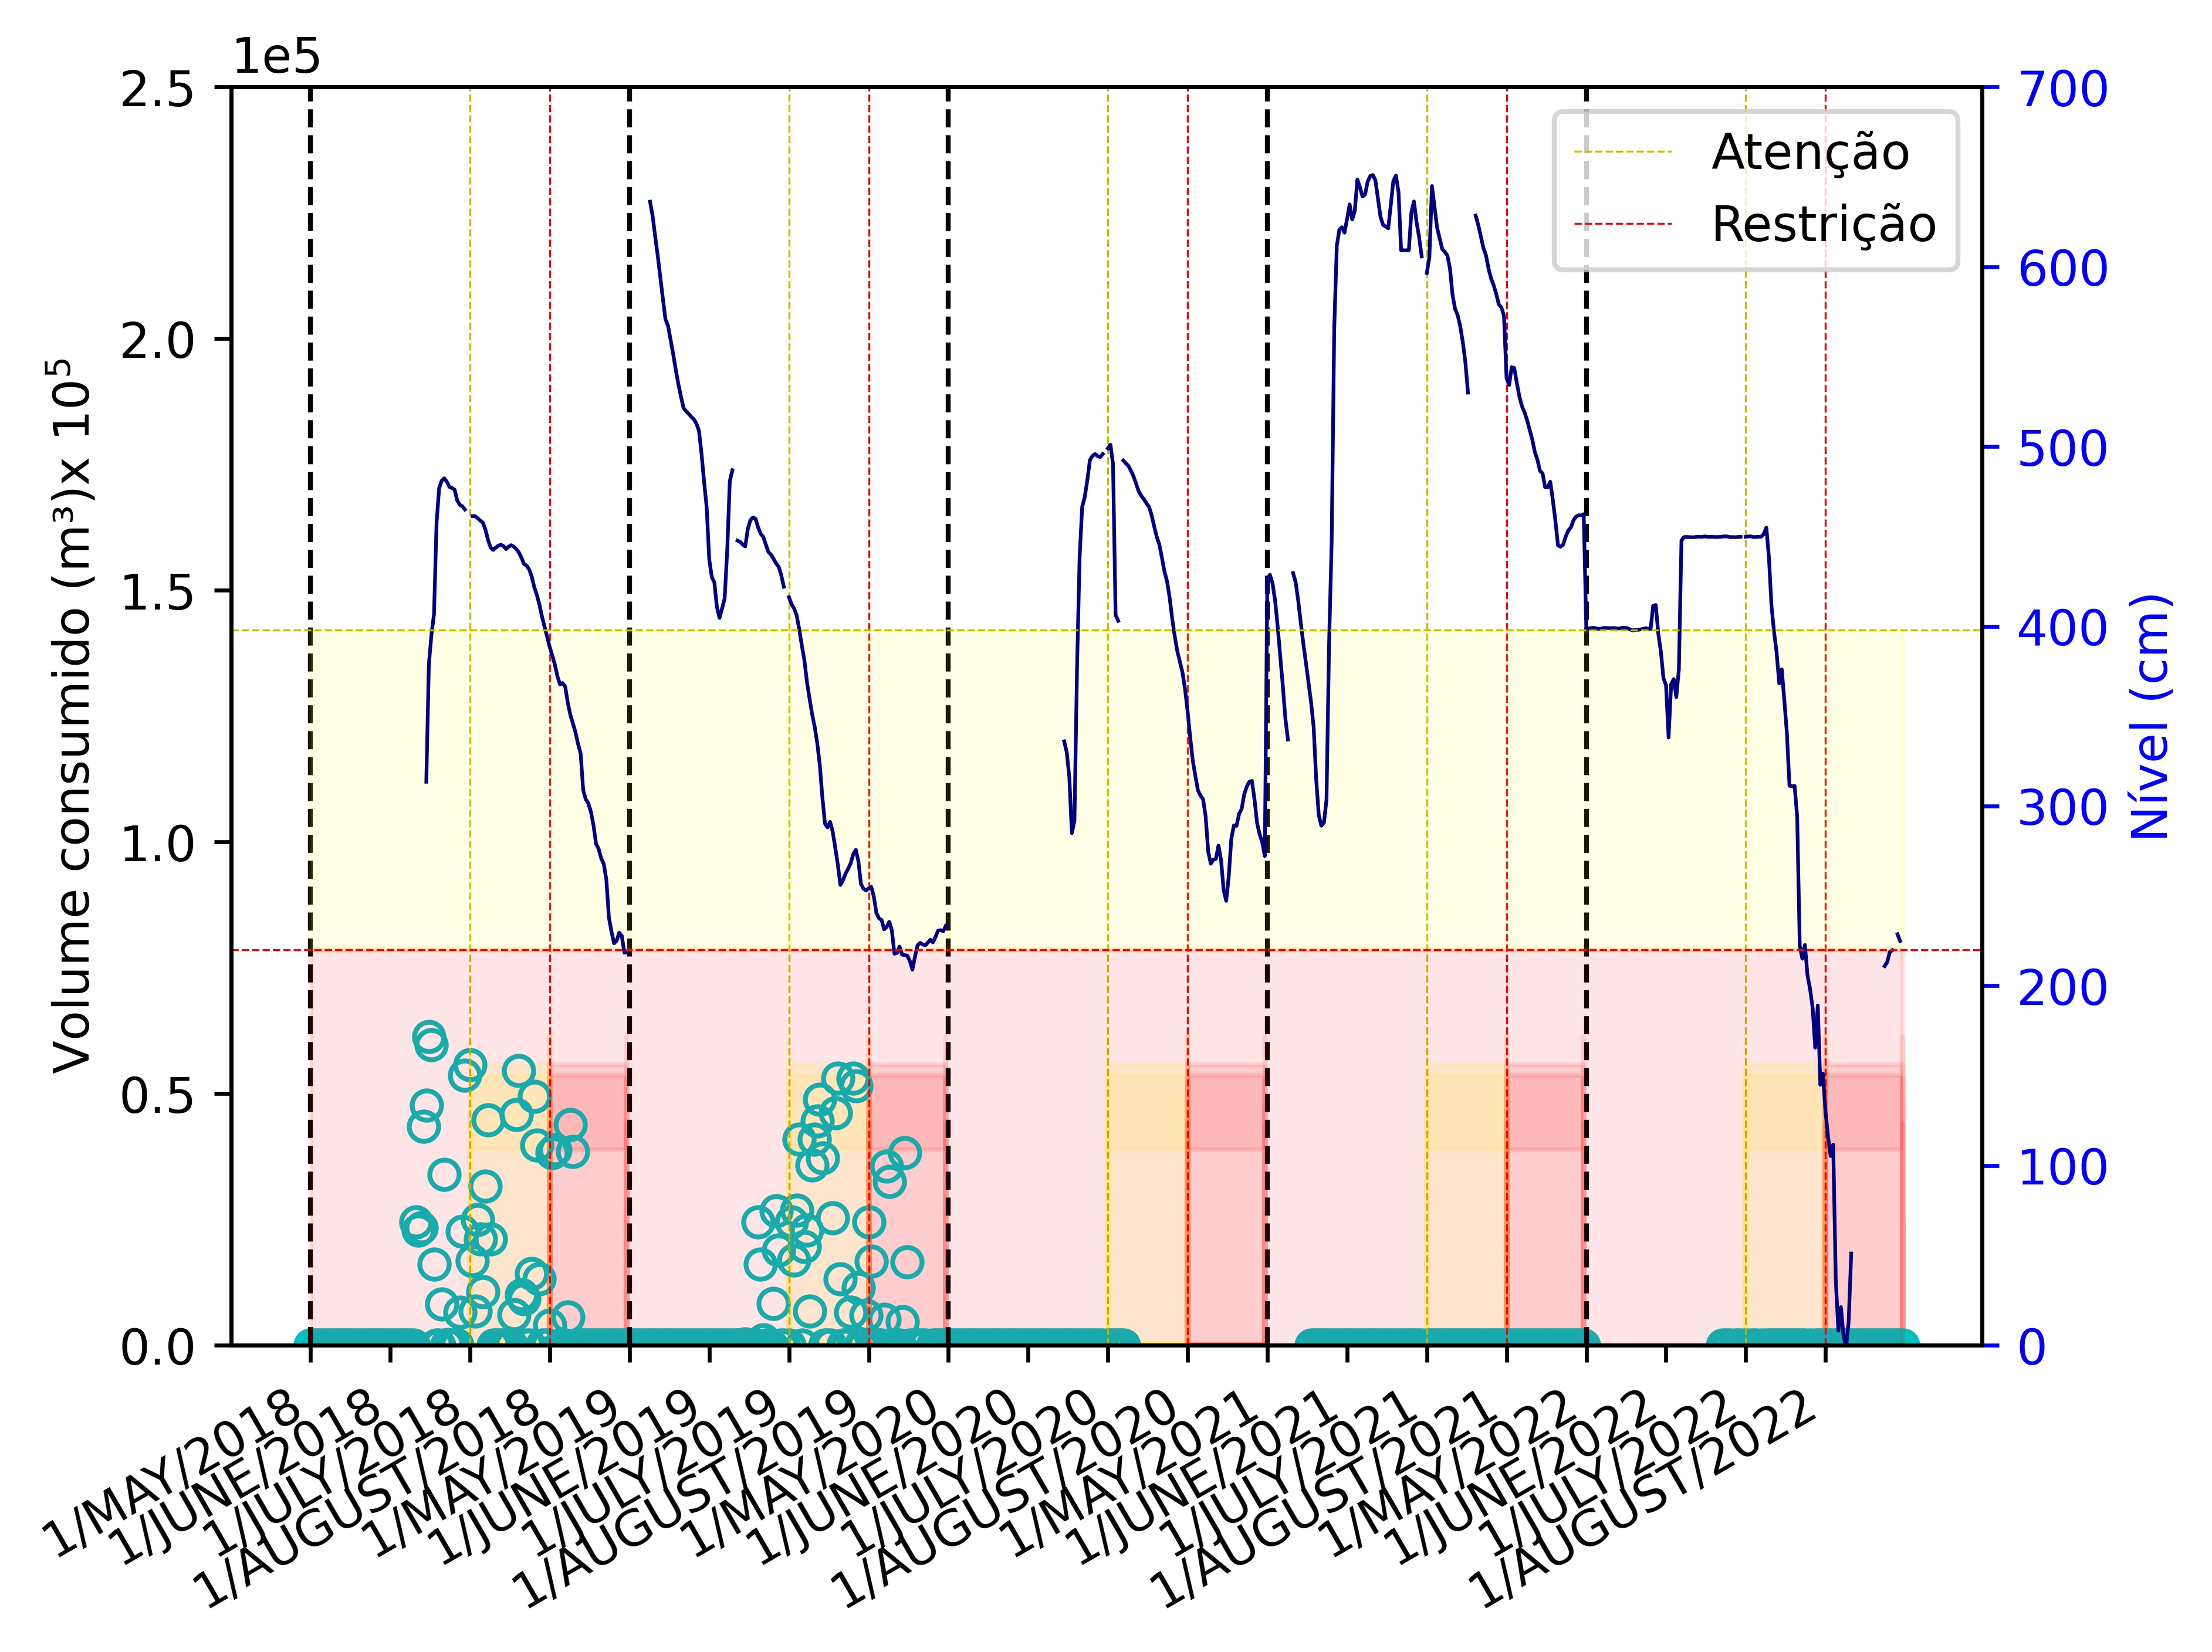 1e5
2.5
2.0
1.5
1.0
0.5
0.0
Volume consumido (m³)x 10⁵
Atenção
Restrição
700
600
500
400
300
200
100
0
Nível (cm)
1/MAY/2018
1/JUNE/2018
1/JULY/2018
1/AUGUST/2018
1/MAY/2019
1/JUNE/2019
1/JULY/2019
1/AUGUST/2019
1/MAY/2020
1/JUNE/2020
1/JULY/2020
1/AUGUST/2020
1/MAY/2021
1/JUNE/2021
1/JULY/2021
1/AUGUST/2021
1/MAY/2022
1/JUNE/2022
1/JULY/2022
1/AUGUST/2022